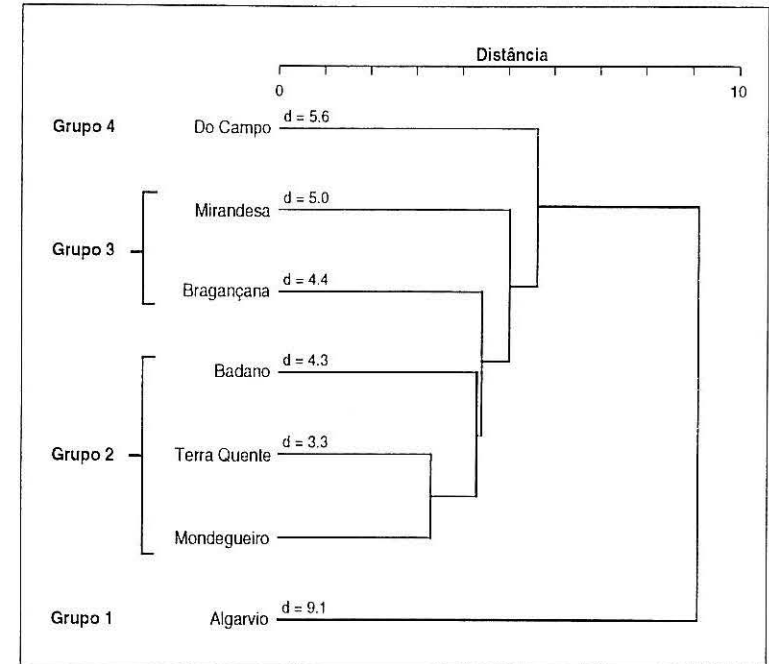 Distância
0 10
Grupo 4 Do Campo d = 5.6
Mirandesa d = 5.0
Grupo 3
Bragançana d = 4.4
Badano d = 4.3
Grupo 2 Terra Quente d = 3.3
Mondegueiro
Grupo 1 Algarvio d = 9.1